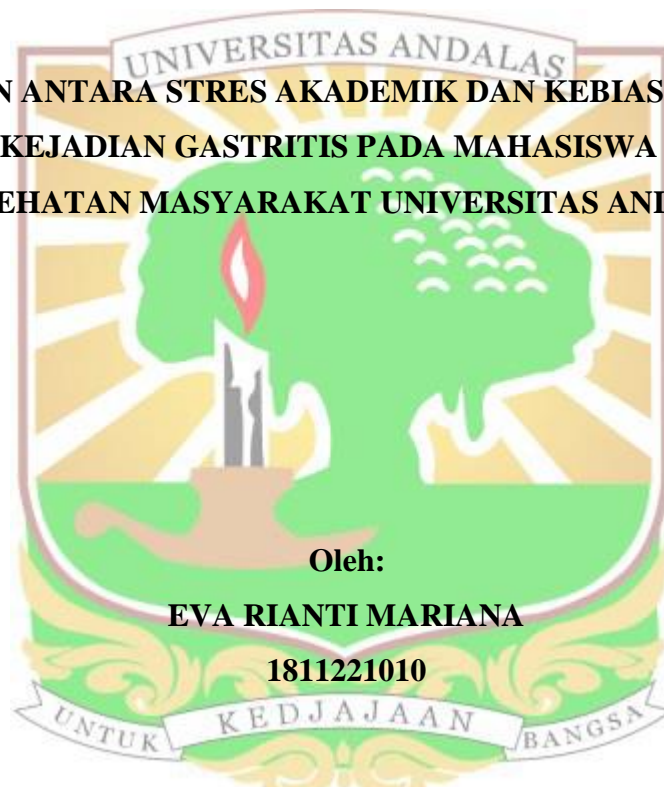 UNIVERSITAS ANDALAS
N ANTARA STRES AKADEMIK DAN KEBIAS
KEJADIAN GASTRITIS PADA MAHASISWA
EHATAN MASYARAKAT UNIVERSITAS AND
Oleh:
EVA RIANTI MARIANA
1811221010
UNTUK KEDJAJAAN BANGSA